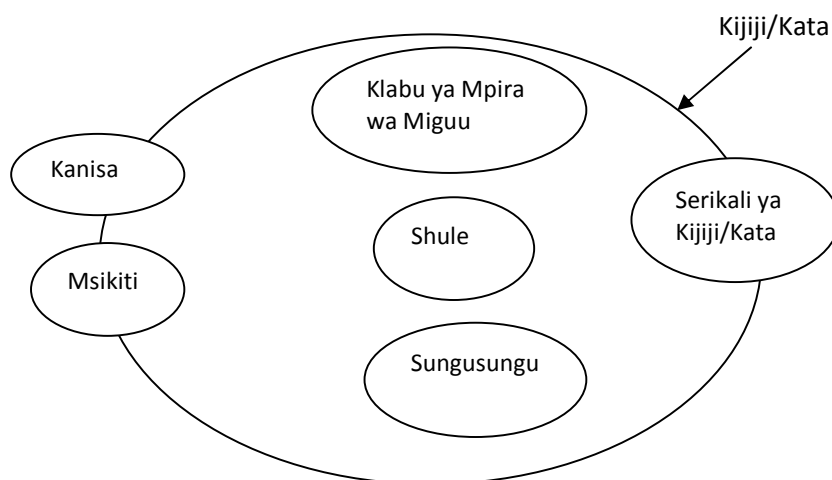 Kijiji/Kata
Klabu ya Mpira
wa Miguu
Kanisa
Serikali ya
Kijiji/Kata
Shule
Msikiti
Sungusungu